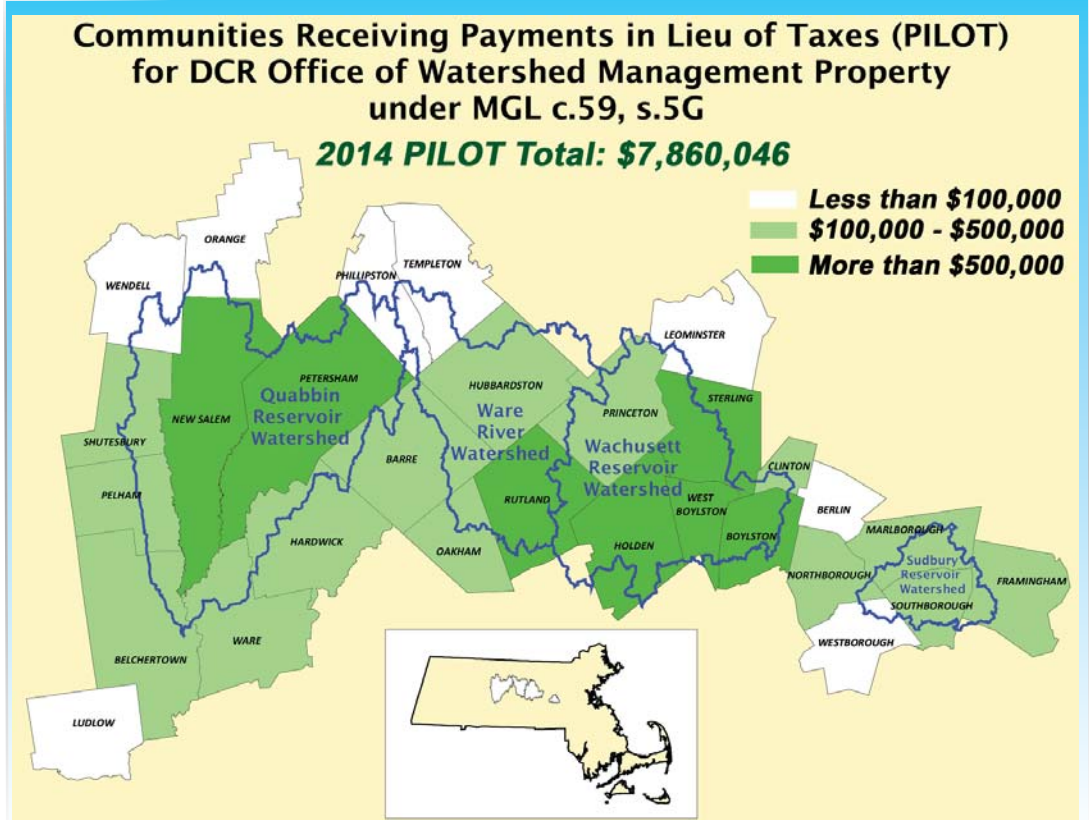 Communities Receiving Payments in Lieu of Taxes (PILOT)
for DCR Office of Watershed Management Property
under MGL c.59, s.5G
2014 PILOT Total: $7,860,046
Less than $100,000
$100,000 - $500,000
More than $500,000
ORANGE
WENDELL
PHILLIPSTON
TEMPLETON
LEOMINSTER
PETERSHAM
HUBBARDSTON
STERLING
NEW SALEM
Quabbin
Reservoir
Watershed
Ware
River
Watershed
PRINCETON
Wachusett
Reservoir
Watershed
SHUTESBURY
BARRE
CLINTON
PELHAM
RUTLAND
WEST
BOYLSTON
BERLIN
HARDWICK
OAKHAM
HOLDEN
BOYLSTON
MARLBOROUGH
NORTHBOROUGH
Sudbury
Reservoir
Watershed
FRAMINGHAM
SOUTHBOROUGH
WARE
WESTBOROUGH
BELCHERTOWN
LUDLOW